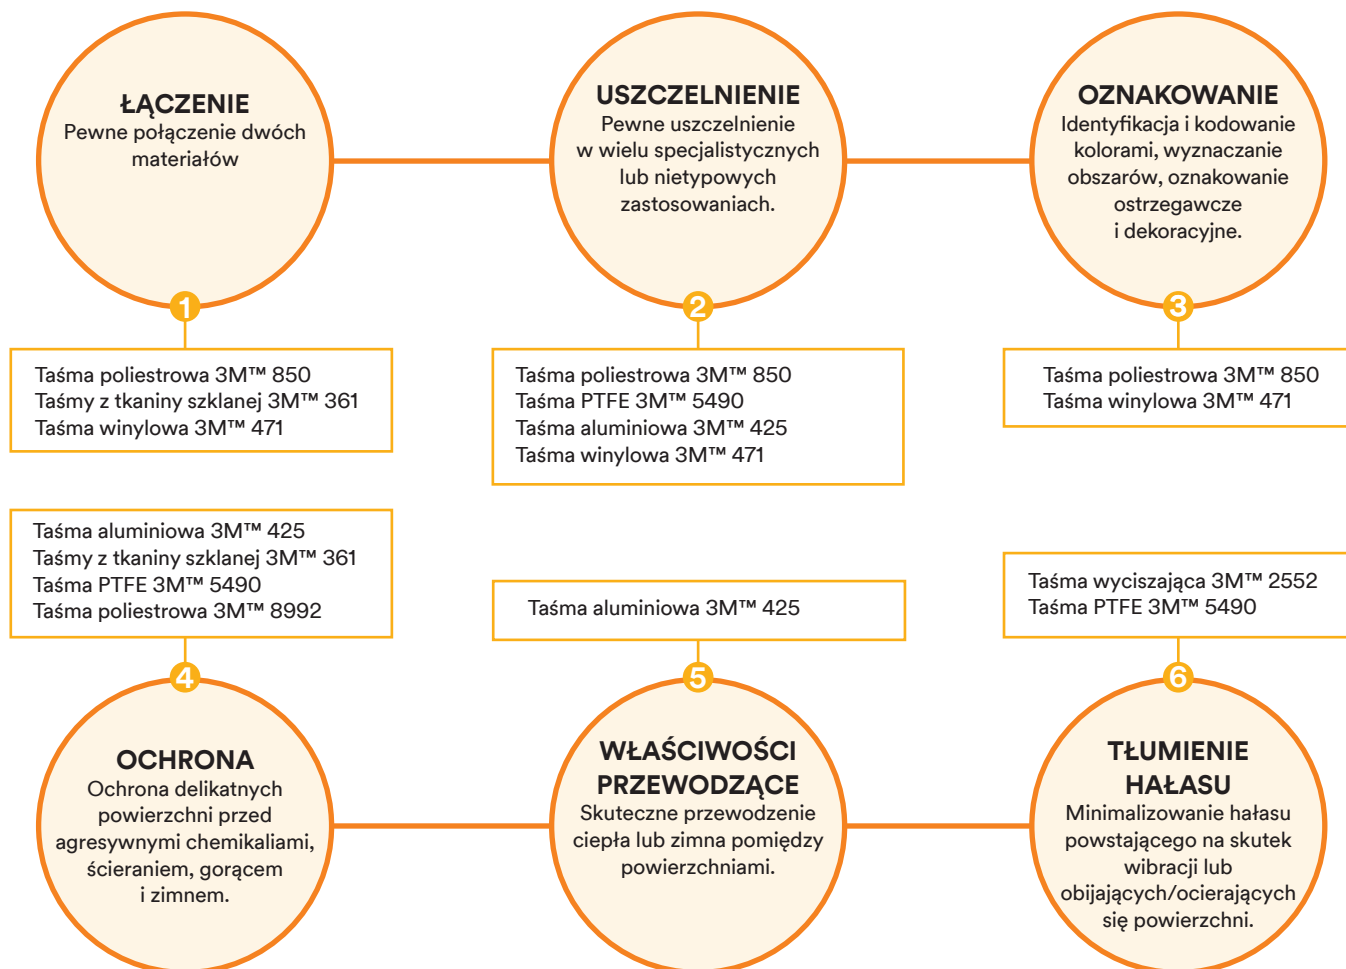 ŁĄCZENIE
Pewne połączenie dwóch
materiałów
USZCZELNIENIE
Pewne uszczelnienie
w wielu specjalistycznych
lub nietypowych
zastosowaniach.
OZNAKOWANIE
Identyfikacja i kodowanie
kolorami, wyznaczanie
obszarów, oznakowanie
ostrzegawcze
i dekoracyjne.
1
2
3
Taśma poliestrowa 3M™ 850
Taśmy z tkaniny szklanej 3M™ 361
Taśma winylowa 3M™ 471
Taśma poliestrowa 3M™ 850
Taśma PTFE 3M™ 5490
Taśma aluminiowa 3M™ 425
Taśma winylowa 3M™ 471
Taśma poliestrowa 3M™ 850
Taśma winylowa 3M™ 471
Taśma aluminiowa 3M™ 425
Taśmy z tkaniny szklanej 3M™ 361
Taśma PTFE 3M™ 5490
Taśma poliestrowa 3M™ 8992
Taśma aluminiowa 3M™ 425
Taśma wyciszająca 3M™ 2552
Taśma PTFE 3M™ 5490
4
5
6
OCHRONA
Ochrona delikatnych
powierzchni przed
agresywnymi chemikaliami,
ścieraniem, gorącem
i zimnem.
WŁAŚCIWOŚCI
PRZEWODZĄCE
Skuteczne przewodzenie
ciepła lub zimna pomiędzy
powierzchniami.
TŁUMIENIE
HAŁASU
Minimalizowanie hałasu
powstającego na skutek
wibracji lub
obijających/ocierających
się powierzchni.